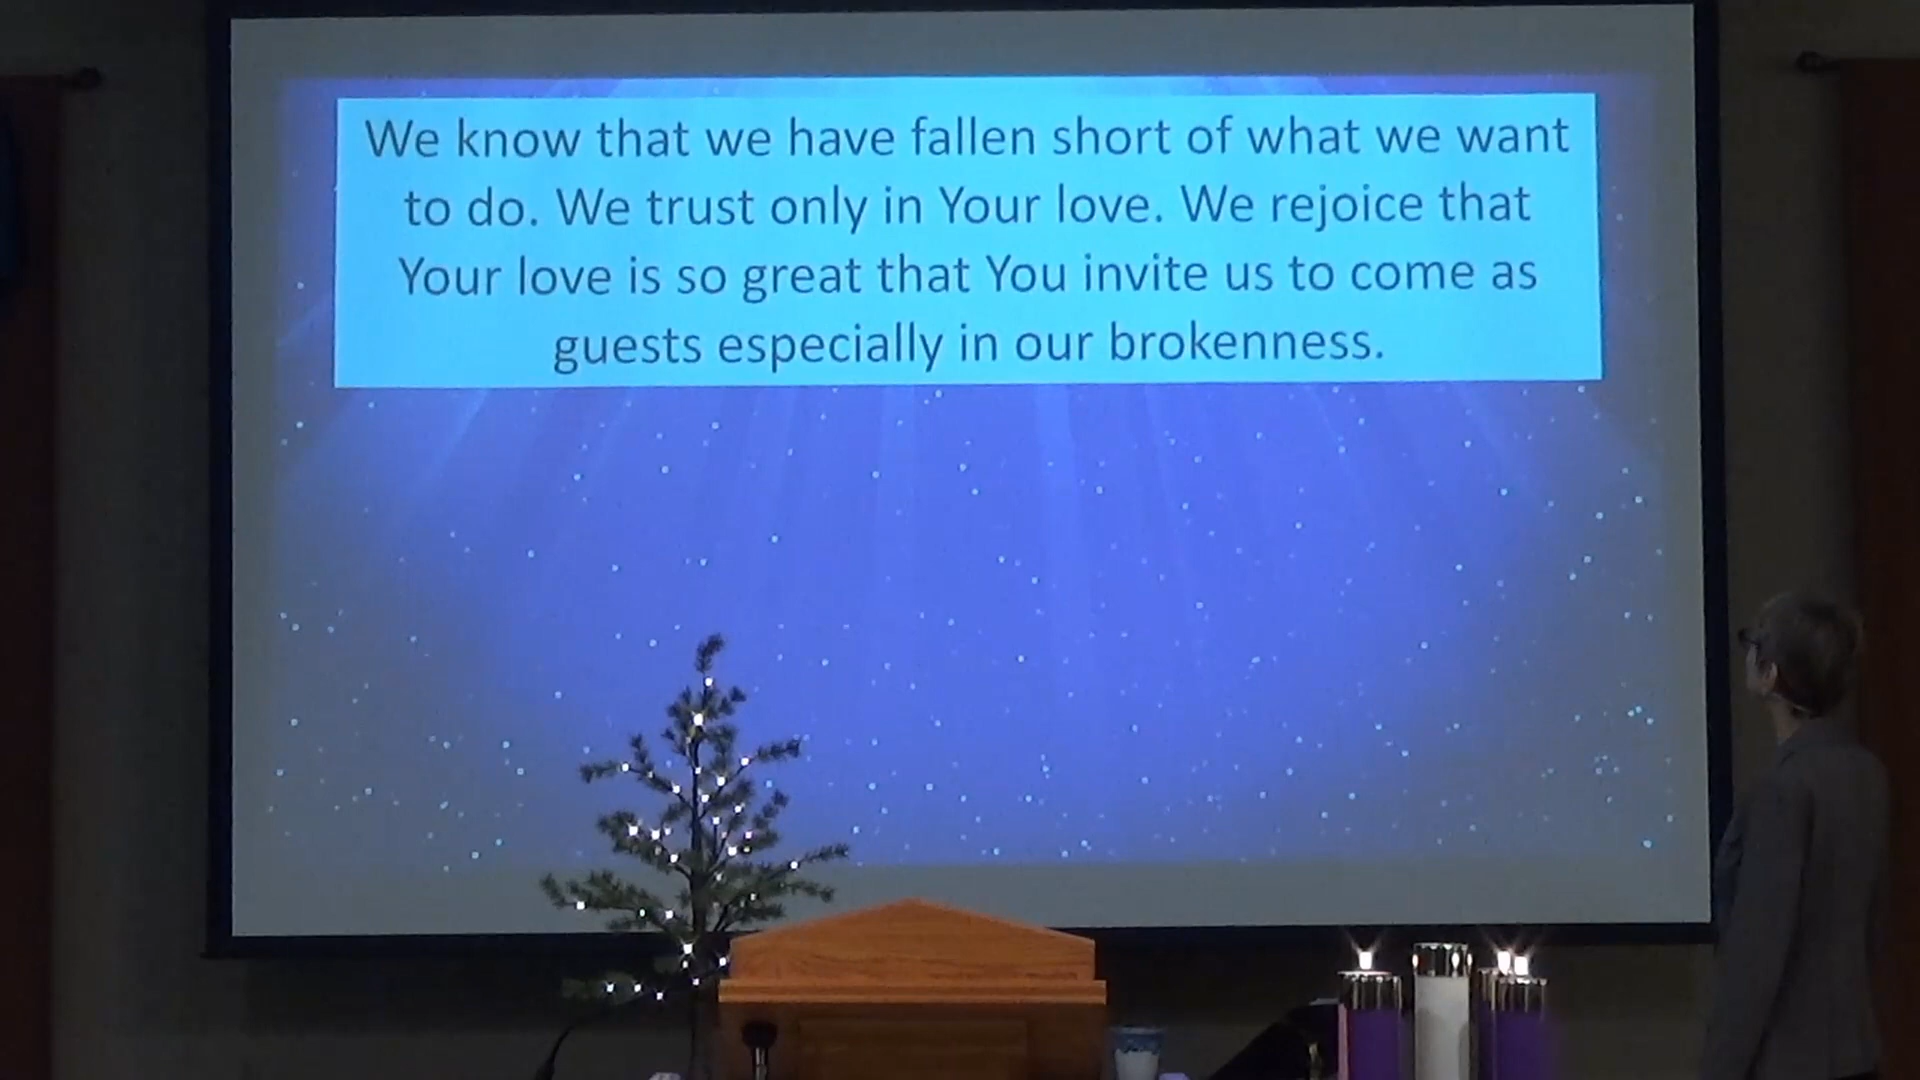 We know that we have fallen short of what we want
to do. We trust only in Your love. We rejoice that
Your love is so great that You invite us to come as
guests especially in our brokenness.